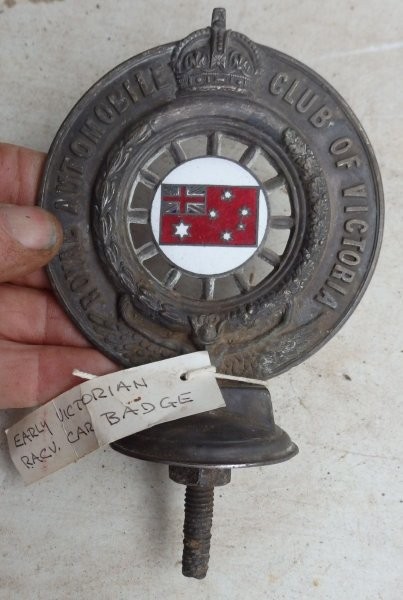 ROYAL AUTOMOBILE CLUB OF VICTORIA
EARLY VICTORIAN
RACV. CAR BADGE